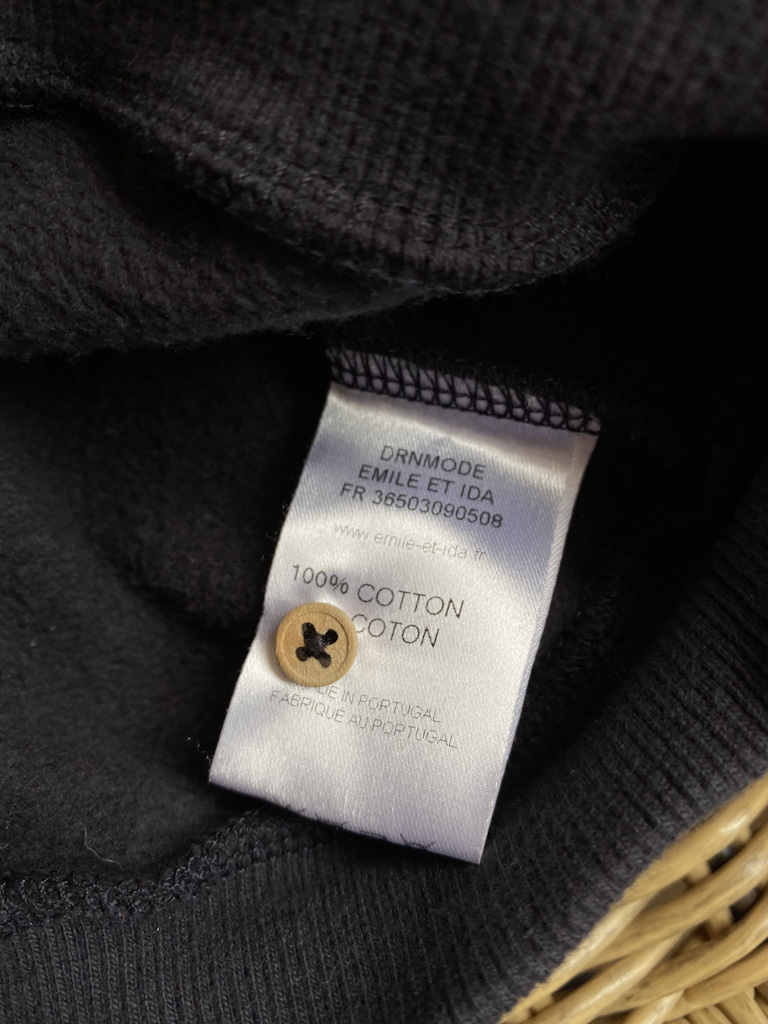 DRNMODE
EMILE ET IDA
FR 36503090508
www.emile-et-ida.fr
100% COTTON
COTON
IN PORTUGAL
FABRIQUE AU PORTUGAL